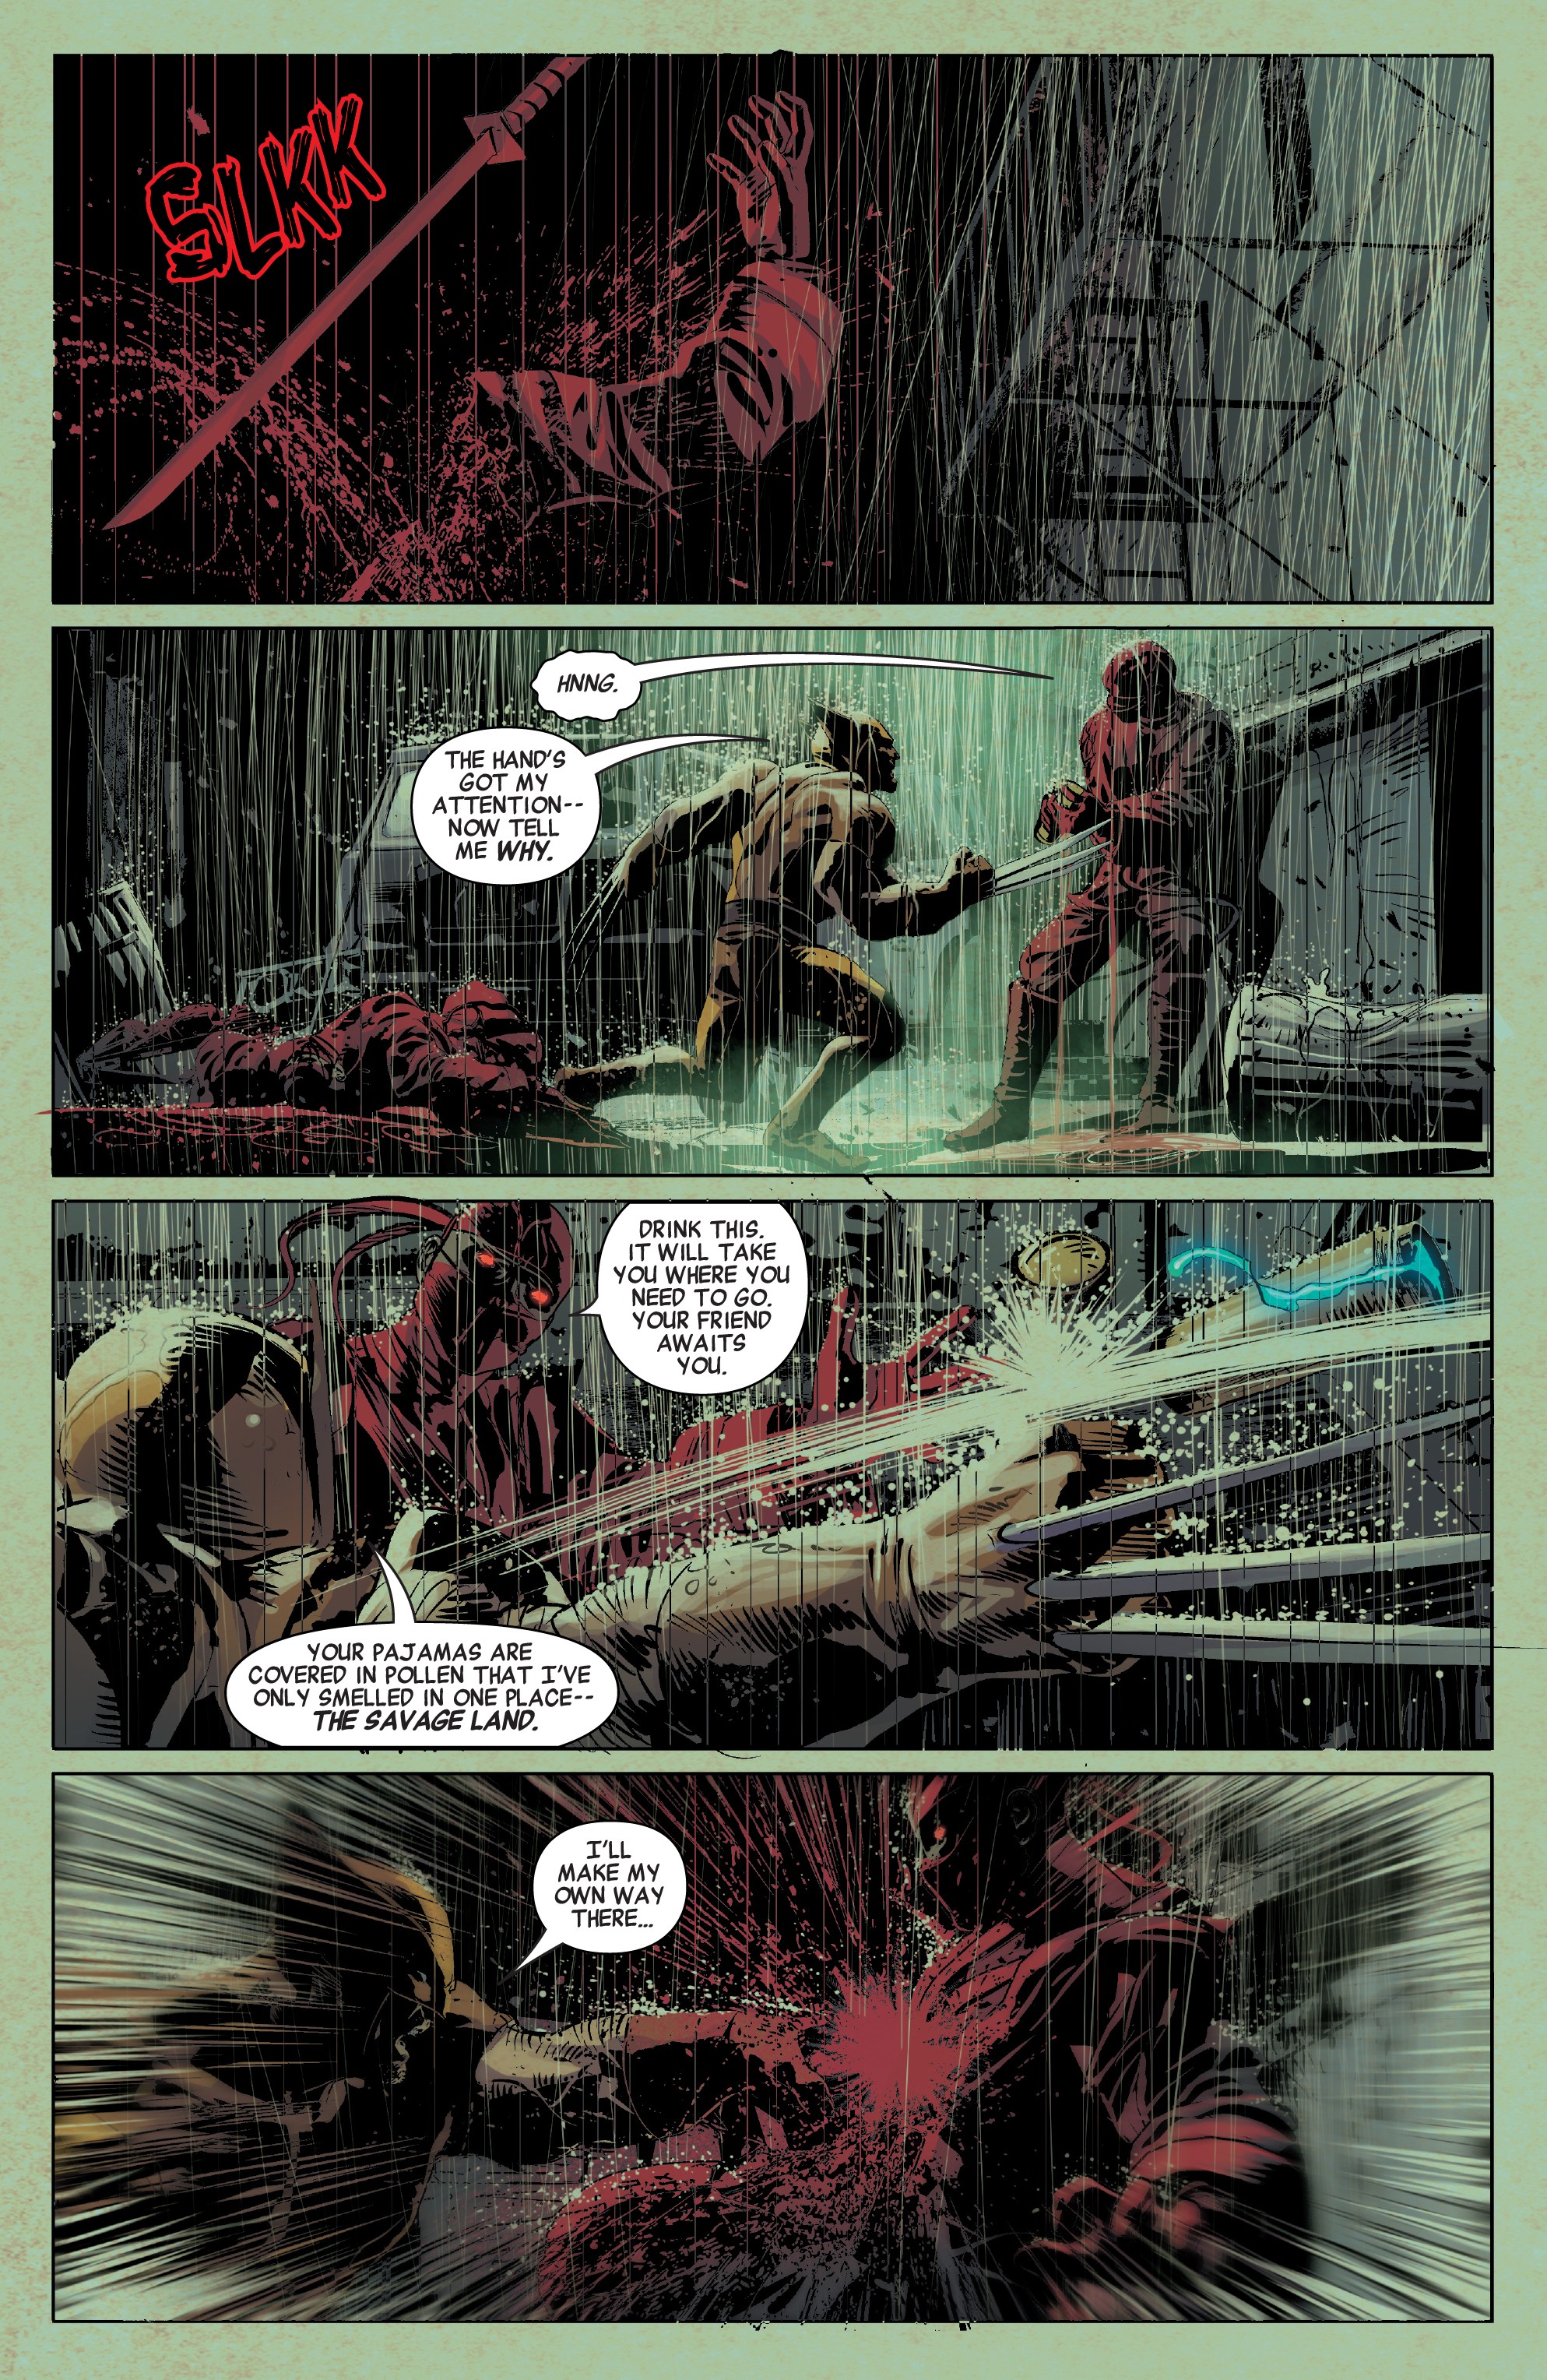 SLKK
HNNG.
THE HAND'S
GOT MY
ATTENTION--
NOW TELL
ME WHY.
DRINK THIS.
IT WILL TAKE
YOU WHERE YOU
NEED TO GO.
YOUR FRIEND
AWAITS
YOU.
YOUR PAJAMAS ARE
COVERED IN POLLEN THAT I'VE
ONLY SMELLED IN ONE PLACE--
THE SAVAGE LAND.
I'LL
MAKE MY
OWN WAY
THERE...